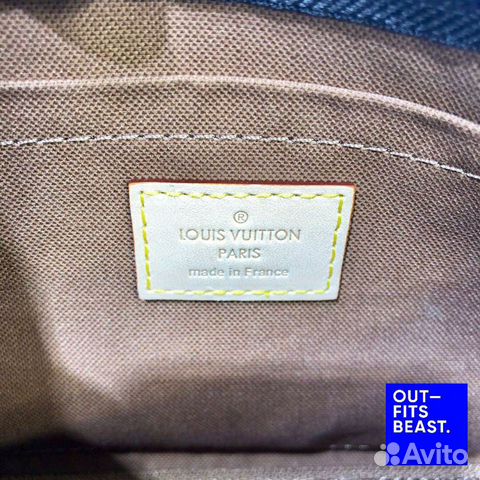 ®
LOUIS VUITTON
PARIS
made in France
OUT—
FITS
BEAST.
Avito